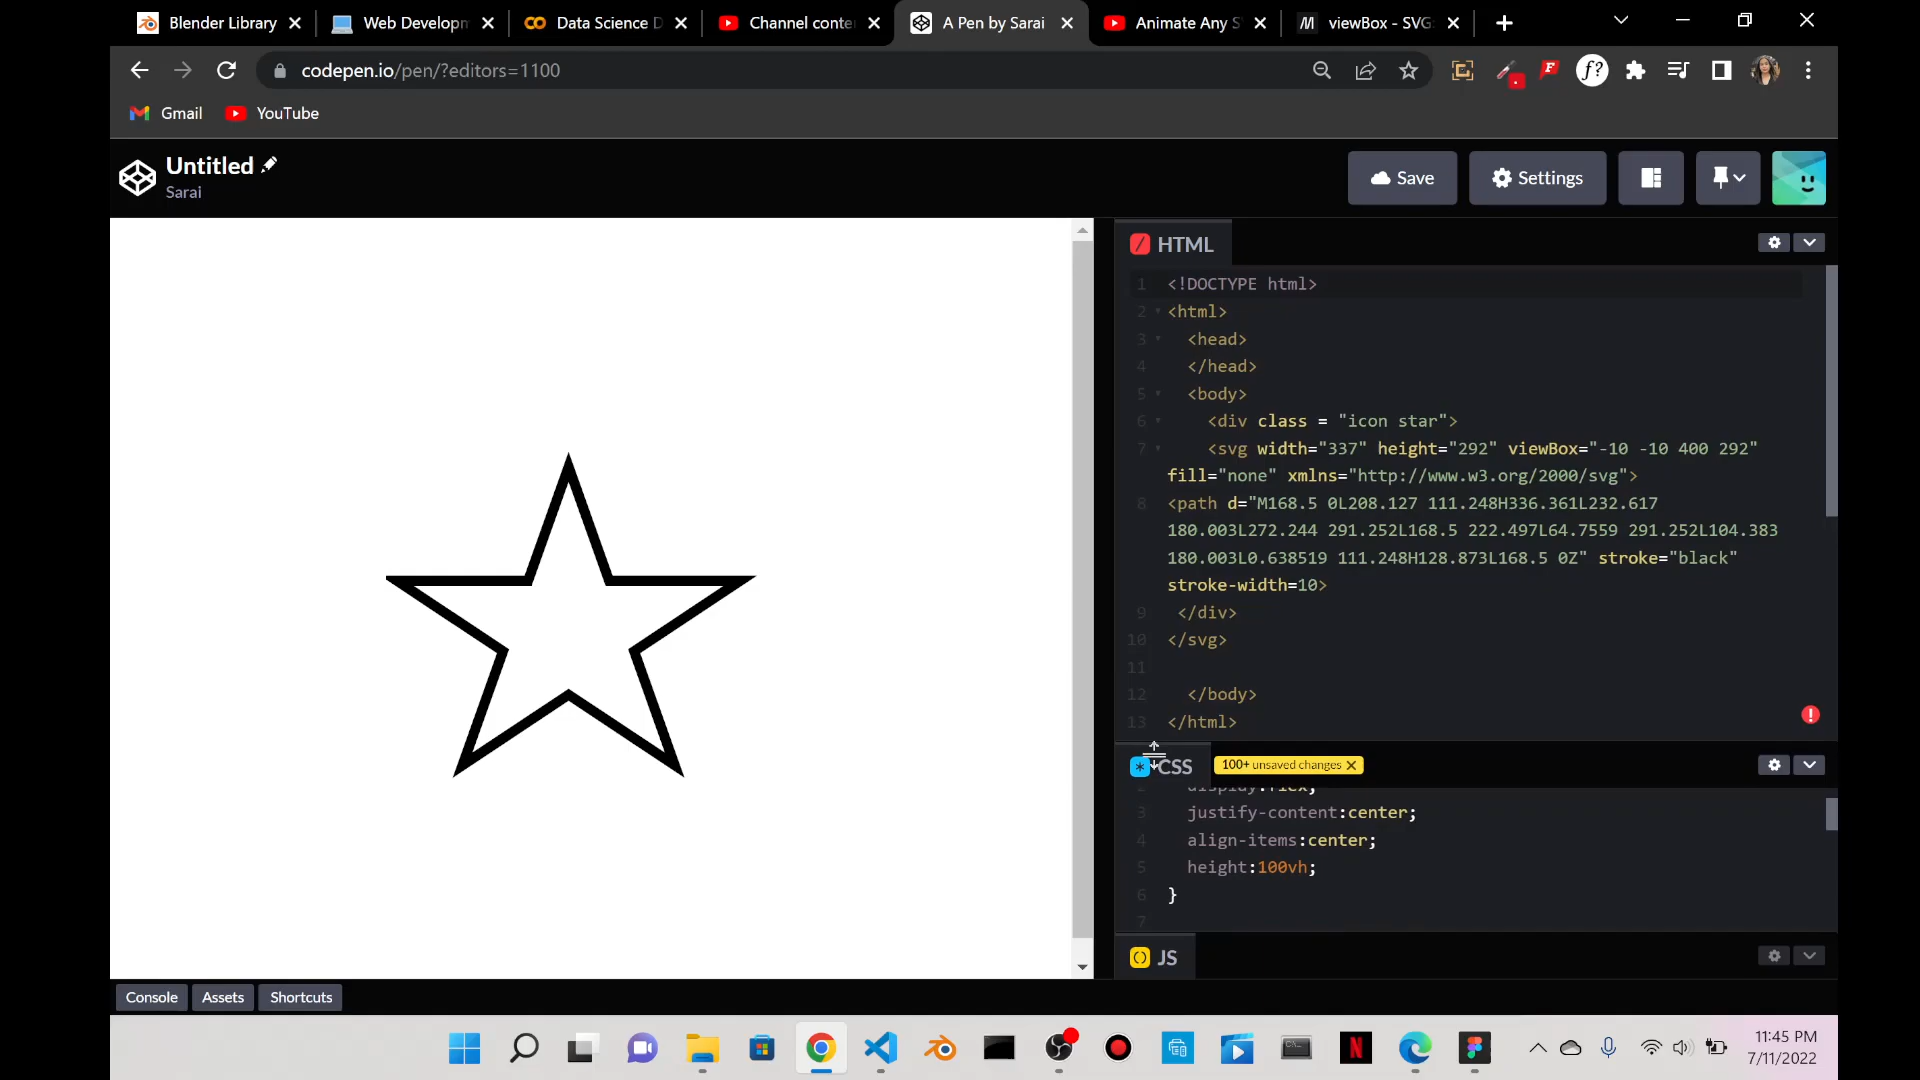 Blender Library
Web Developm
Data Science D
Channel conte
A Pen by Sarai
Animate Any S
viewBox - SVG
codepen.io/pen/?editors=1100
Gmail
YouTube
Untitled
Sarai
Save
Settings
HTML
1 <!DOCTYPE html>
2 <html>
3 <head>
4 </head>
5 <body>
6 <div class = "icon star">
7 <svg width="337" height="292" viewBox="-10 -10 400 292"
fill="none" xmlns="http://www.w3.org/2000/svg">
8 <path d="M168.5 0L208.127 111.248H336.361L232.617
180.003L272.244 291.252L168.5 222.497L64.7559 291.252L104.383
180.003L0.638519 111.248H128.873L168.5 0Z" stroke="black"
stroke-width=10>
9 </div>
10 </svg>
11
12 </body>
13 </html>
CSS
100+ unsaved changes
2 display:flex;
3 justify-content:center;
4 align-items:center;
5 height:100vh;
6 }
7
JS
Console
Assets
Shortcuts
11:45 PM
7/11/2022